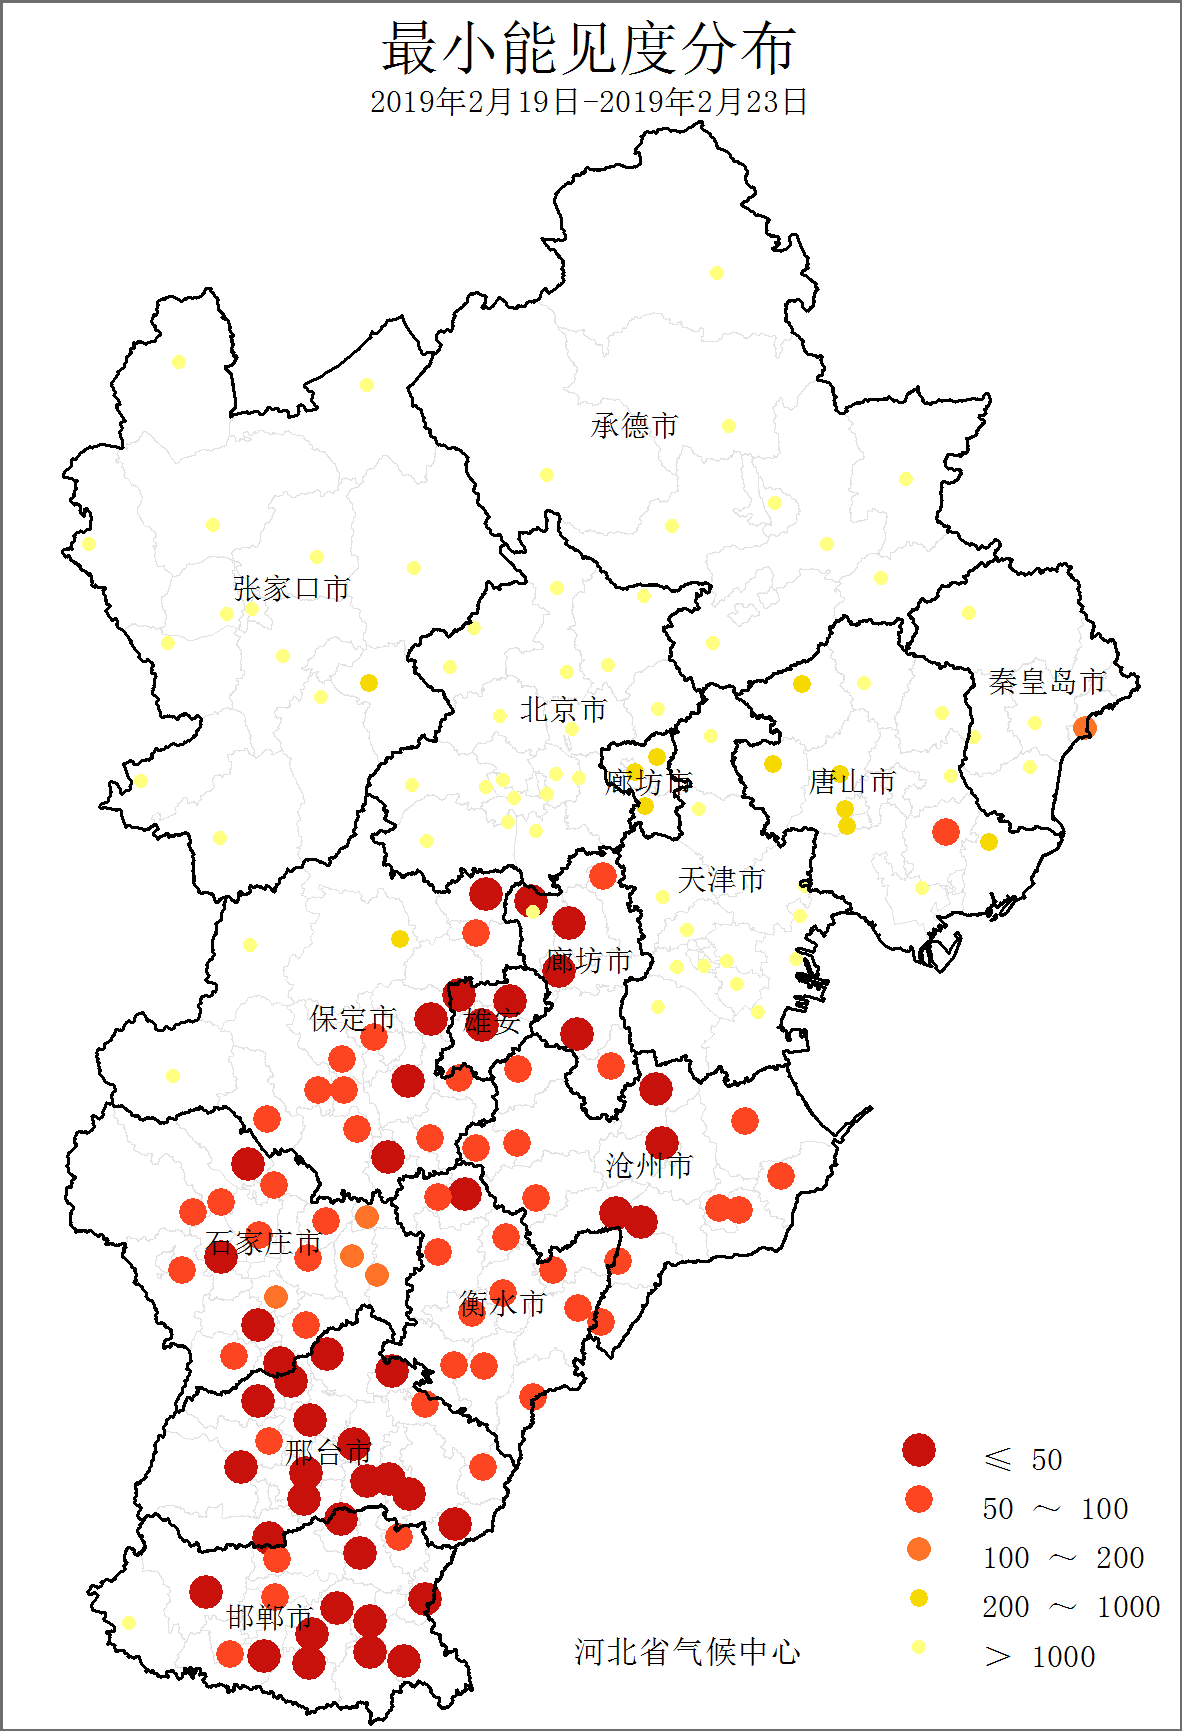 最小能见度分布
2019年2月19日-2019年2月23日
承德市
张家口市
秦皇岛市
北京市
廊坊市
唐山市
天津市
廊坊市
保定市
雄安
沧州市
石家庄市
衡水市
邢台市
邯郸市
≤ 50
50 ～ 100
100 ～ 200
200 ～ 1000
＞ 1000
河北省气候中心